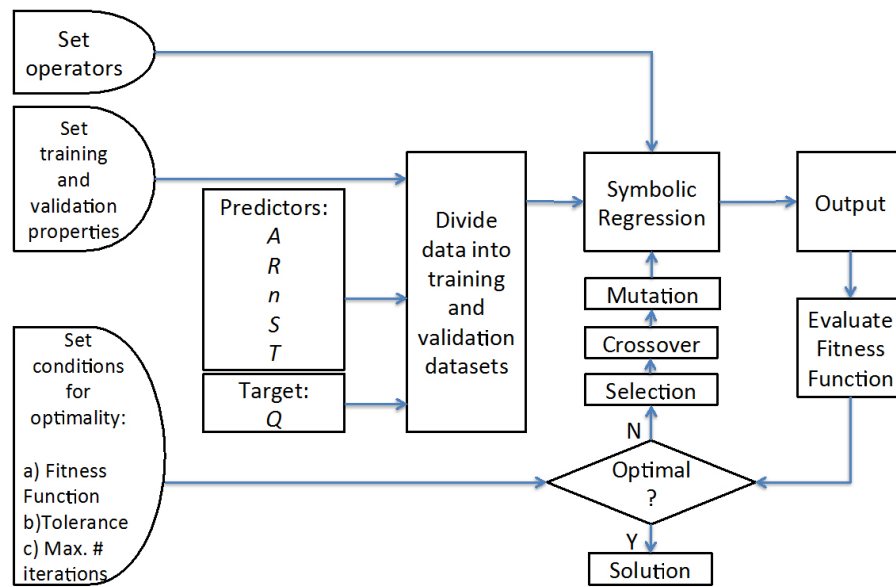 Set
operators
Set
training
and
validation
properties
Predictors:
A
R
n
S
T
Target:
Q
Divide
data into
training
and
validation
datasets
Symbolic
Regression
Output
Mutation
Crossover
Selection
Evaluate
Fitness
Function
Set
conditions
for
optimality:
a) Fitness
Function
b)Tolerance
c) Max. #
iterations
N
Optimal
?
Y
Solution